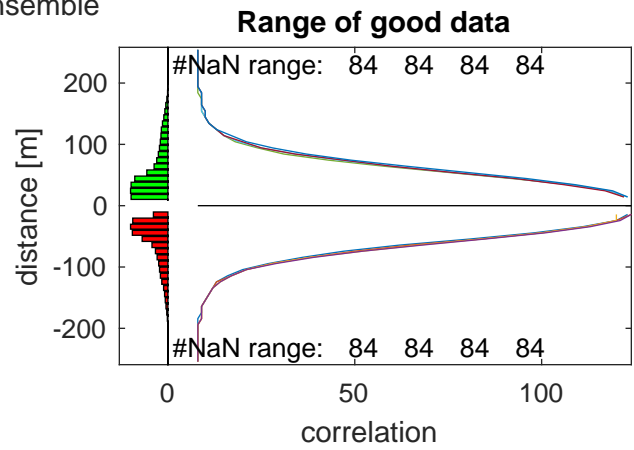 Range of good data
#NaN range: 84 84 84 84
200
100
0
-100
-200
distance [m]
#NaN range: 84 84 84 84
0 50 100
correlation